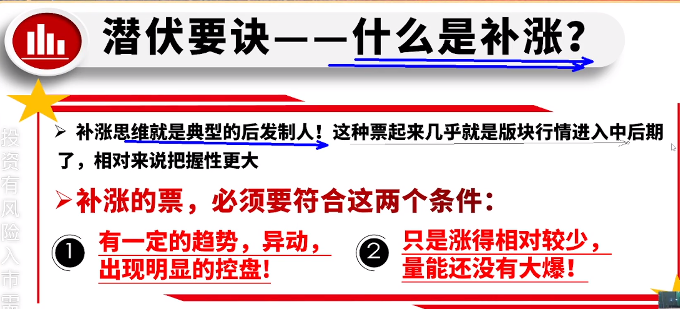 潜伏要诀——什么是补涨？
补涨思维就是典型的后发制人！这种票起来几乎就是版块行情进入中后期
了，相对来说把握性更大
补涨的票，必须要符合这两个条件：
1 有一定的趋势，异动，
出现明显的控盘！
2 只是涨得相对较少，
量能还没有大爆！
投资有风险入市需